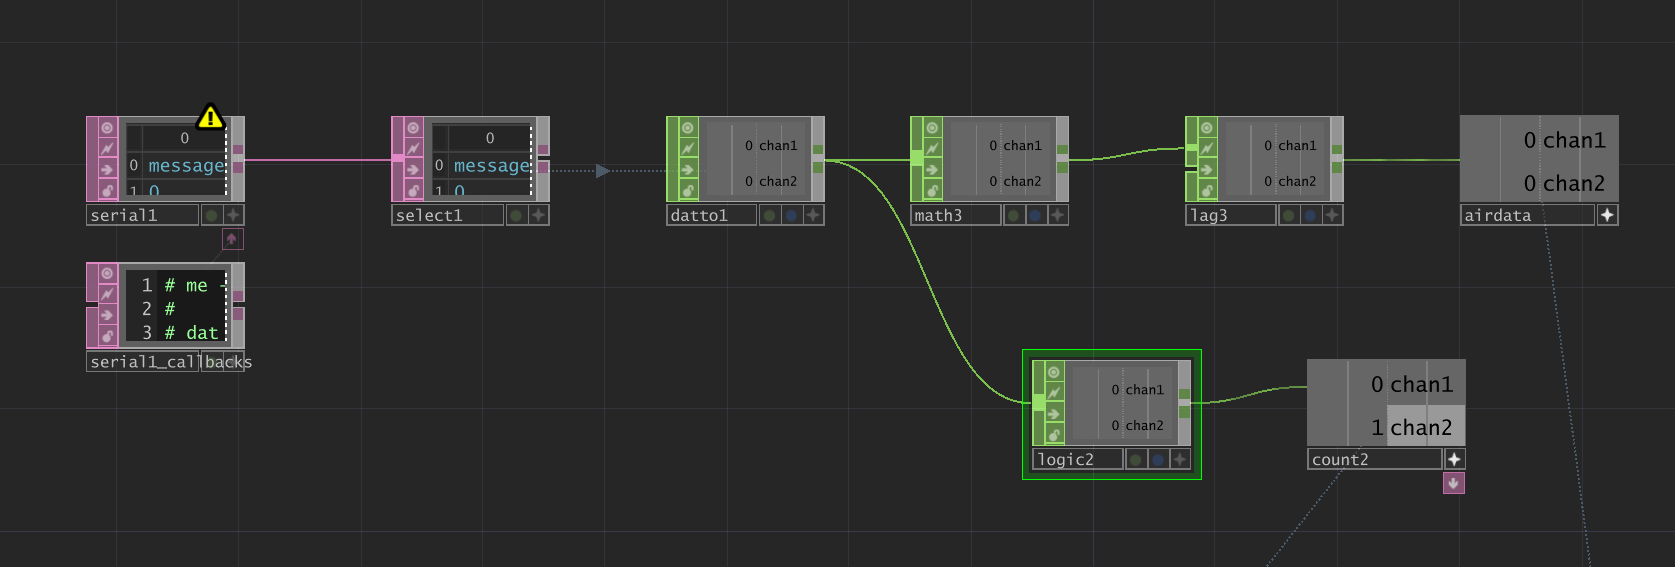 0
0 message
1 0
serial1
0
0 message
1 0
select1
0 chan1
0 chan2
datto1
0 chan1
0 chan2
math3
0 chan1
0 chan2
lag3
0 chan1
0 chan2
airdata
1 # me -
2 #
3 # dat
serial1_callbacks
0 chan1
0 chan2
logic2
0 chan1
1 chan2
count2